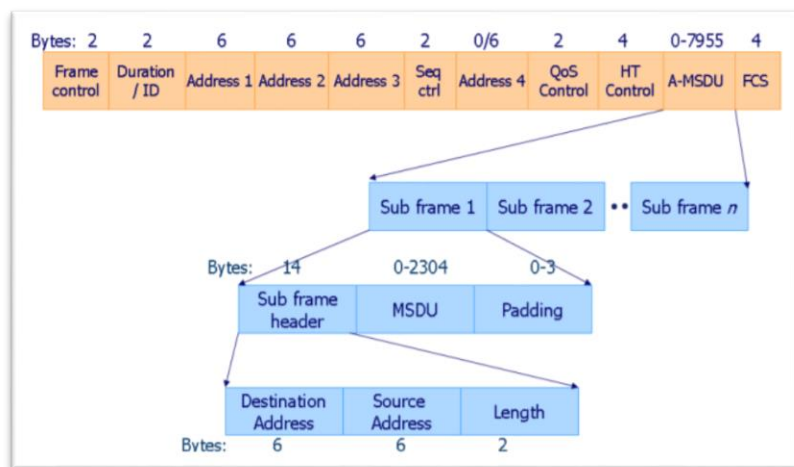 Bytes: 2 2 6 6 6 2 0/6 2 4 0-7955 4
Frame control
Duration / ID
Address 1
Address 2
Address 3
Seq ctrl
Address 4
QoS Control
HT Control
A-MSDU
FCS
Sub frame 1
Sub frame 2
••
Sub frame n
Bytes: 14 0-2304 0-3
Sub frame header
MSDU
Padding
Destination Address
Source Address
Length
Bytes: 6 6 2